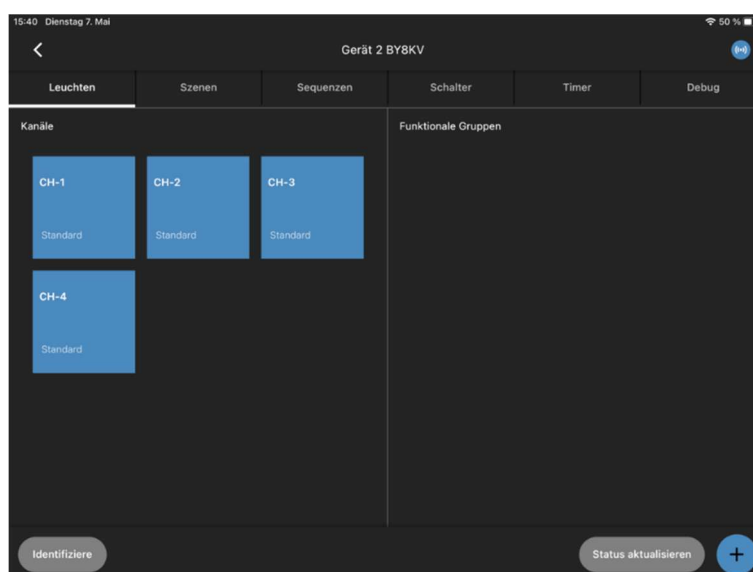 15:40 Dienstag 7. Mai 50 %
Gerät 2 BY8KV
Leuchten Szenen Sequenzen Schalter Timer Debug
Kanäle Funktionale Gruppen
CH-1 CH-2 CH-3
Standard Standard Standard
CH-4
Standard
Identifiziere Status aktualisieren +